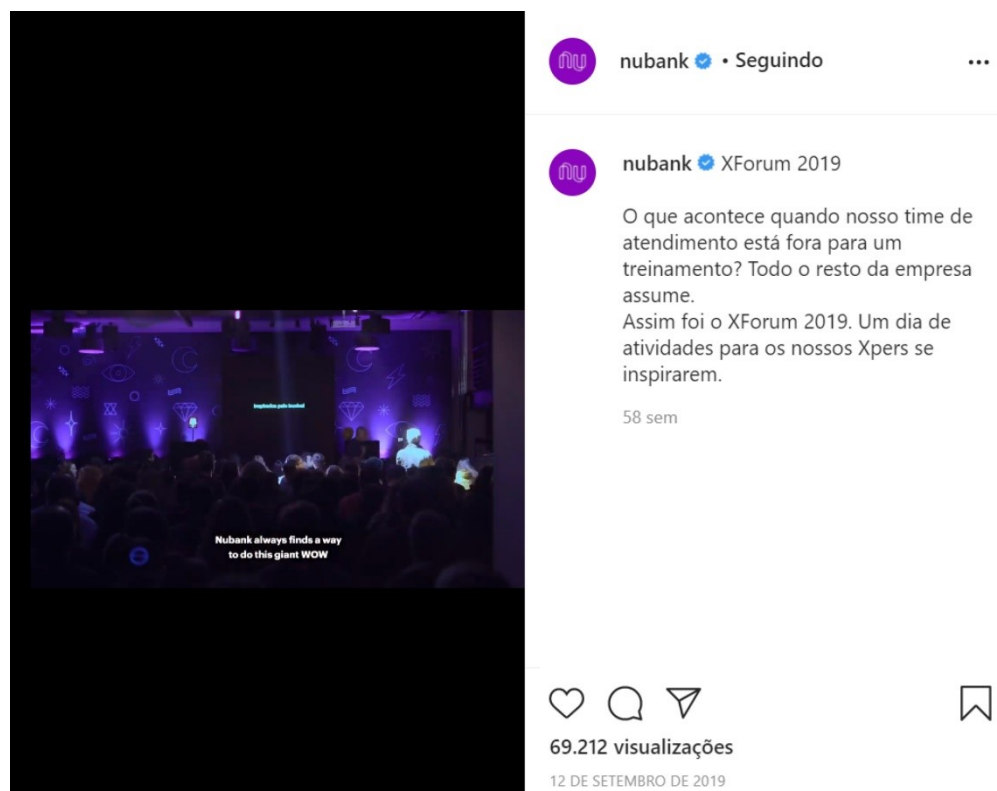 nubank • Seguindo
nubank XForum 2019
O que acontece quando nosso time de
atendimento está fora para um
treinamento? Todo o resto da empresa
assume.
Assim foi o XForum 2019. Um dia de
atividades para os nossos Xpers se
inspirarem.
58 sem
Nubank always finds a way
to do this giant WOW
69.212 visualizações
12 DE SETEMBRO DE 2019